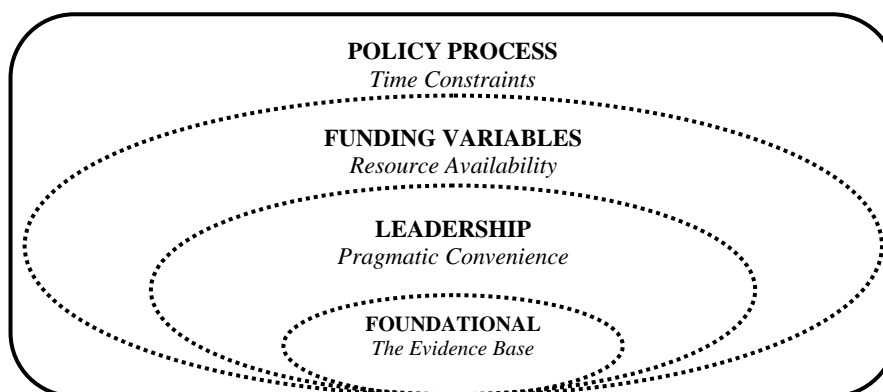 POLICY PROCESS
Time Constraints
FUNDING VARIABLES
Resource Availability
LEADERSHIP
Pragmatic Convenience
FOUNDATIONAL
The Evidence Base